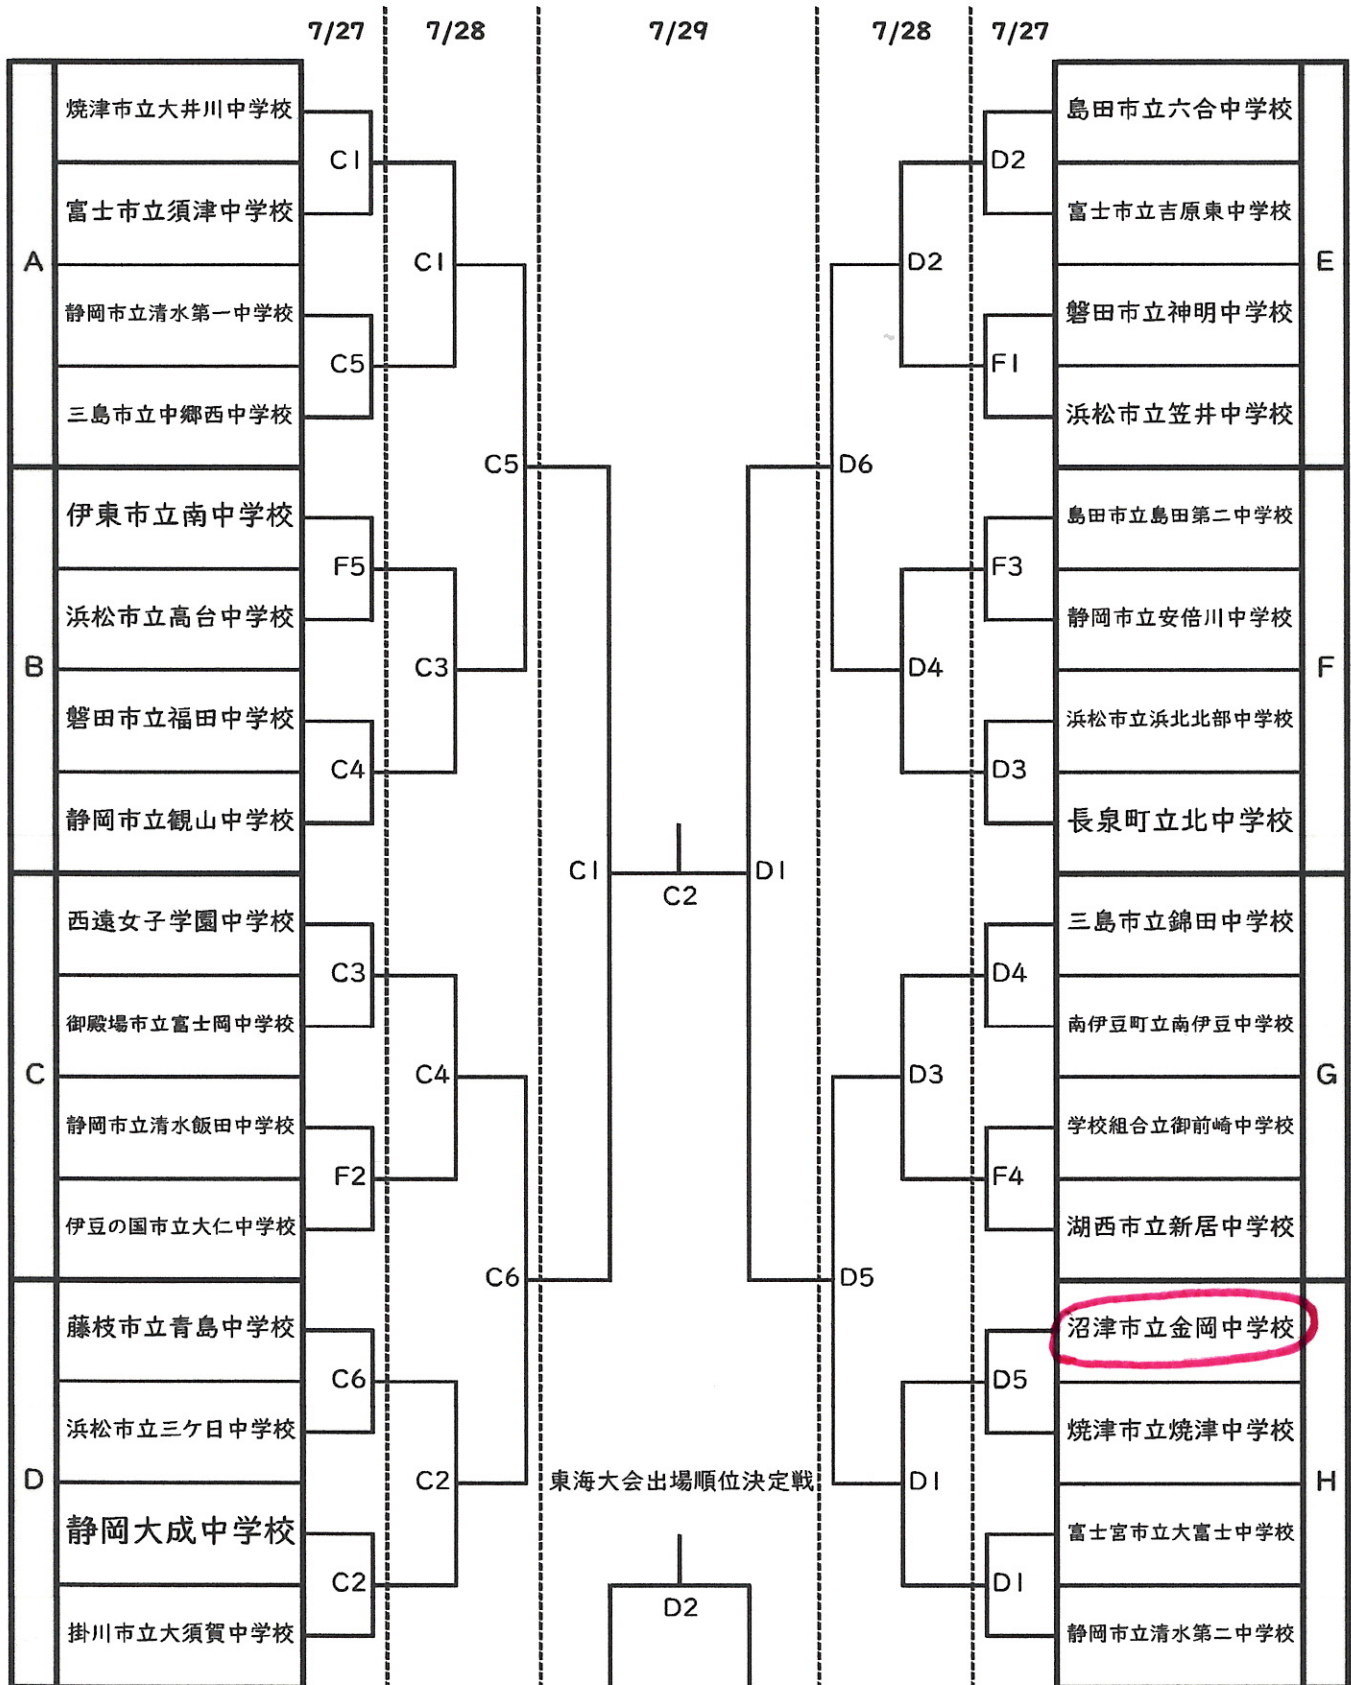 7/27 7/28 7/29 7/28 7/27
A
焼津市立大井川中学校
富士市立須津中学校
静岡市立清水第一中学校
三島市立中郷西中学校
B
伊東市立南中学校
浜松市立高台中学校
磐田市立福田中学校
静岡市立観山中学校
C
西遠女子学園中学校
御殿場市立富士岡中学校
静岡市立清水飯田中学校
伊豆の国市立大仁中学校
D
藤枝市立青島中学校
浜松市立三ケ日中学校
静岡大成中学校
掛川市立大須賀中学校
C1
C5
F5
C4
C3
F2
C6
C2
C1
C3
C4
C2
C5
C6
C1
C2
D1
東海大会出場順位決定戦
D2
D6
D5
D2
D4
D3
D1
D2
F1
F3
D3
D4
F4
D5
D1
島田市立六合中学校
富士市立吉原東中学校
磐田市立神明中学校
浜松市立笠井中学校
E
島田市立島田第二中学校
静岡市立安倍川中学校
浜松市立浜北北部中学校
長泉町立北中学校
F
三島市立錦田中学校
南伊豆町立南伊豆中学校
学校組合立御前崎中学校
湖西市立新居中学校
G
沼津市立金岡中学校
焼津市立焼津中学校
富士宮市立大富士中学校
静岡市立清水第二中学校
H